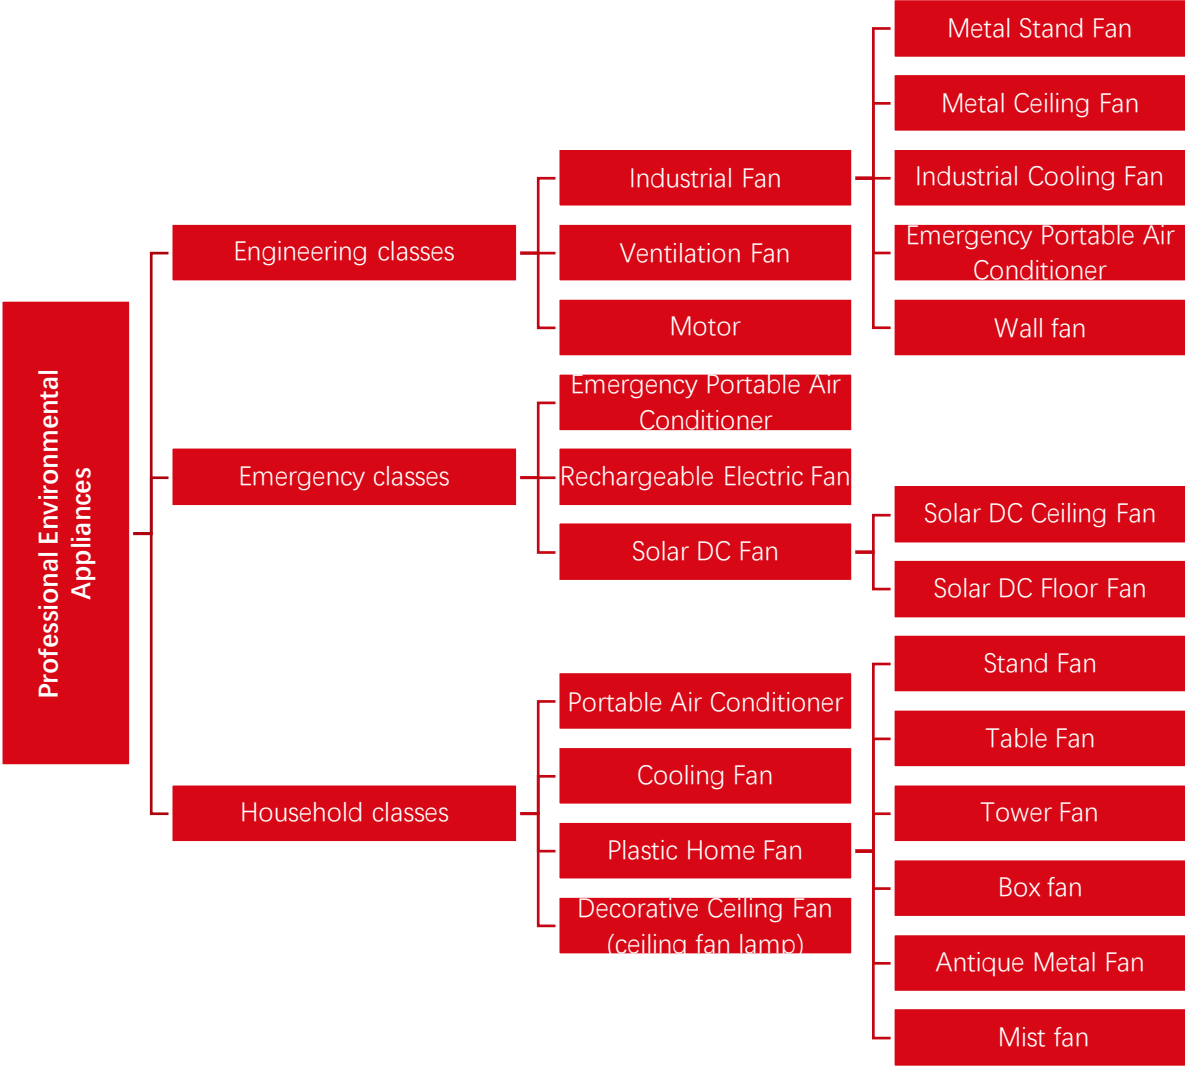 Professional Environmental
Appliances
Engineering classes
Industrial Fan
Metal Stand Fan
Metal Ceiling Fan
Industrial Cooling Fan
Emergency Portable Air
Conditioner
Wall fan
Ventilation Fan
Motor
Emergency classes
Emergency Portable Air
Conditioner
Rechargeable Electric Fan
Solar DC Fan
Solar DC Ceiling Fan
Solar DC Floor Fan
Household classes
Portable Air Conditioner
Cooling Fan
Plastic Home Fan
Stand Fan
Table Fan
Tower Fan
Box fan
Antique Metal Fan
Mist fan
Decorative Ceiling Fan
(ceiling fan lamp)